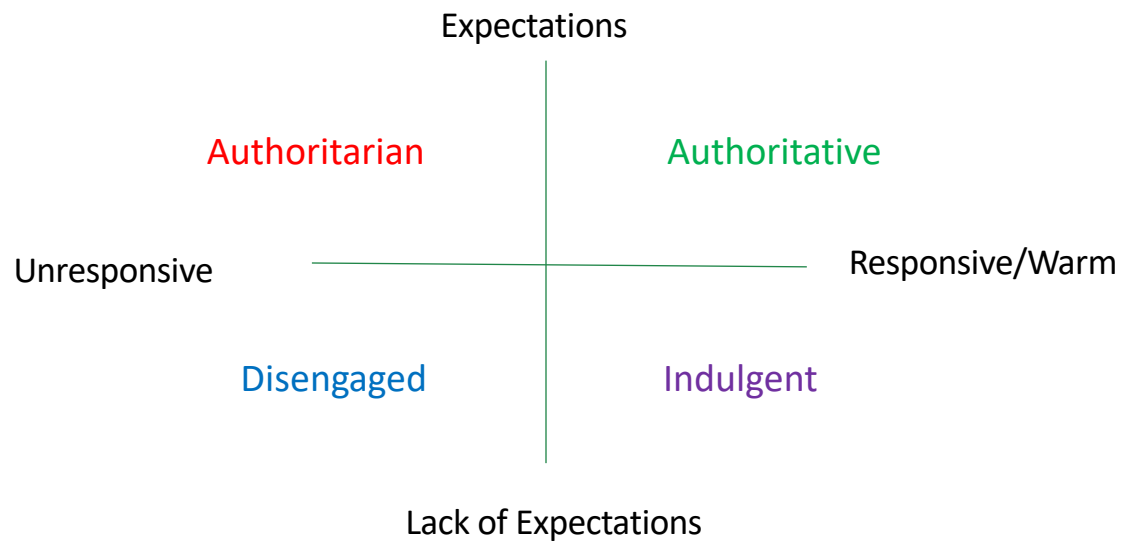 Expectations
Authoritarian
Authoritative
Unresponsive
Responsive/Warm
Disengaged
Indulgent
Lack of Expectations